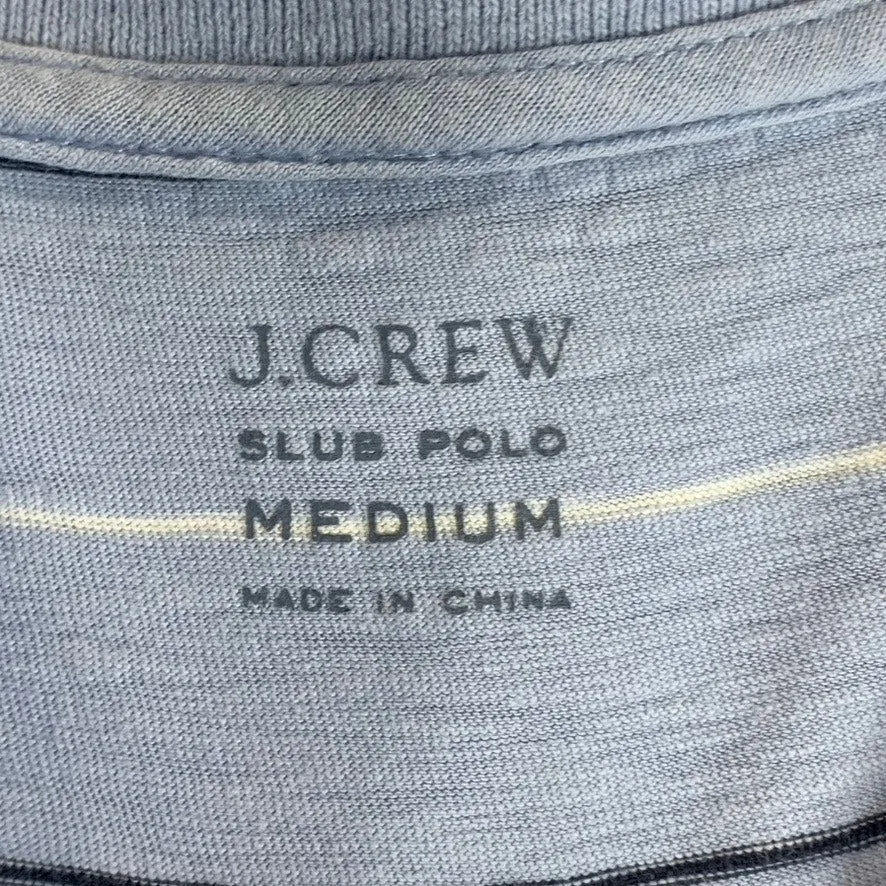 J.CREW
SLUB POLO
MEDIUM
MADE IN CHINA